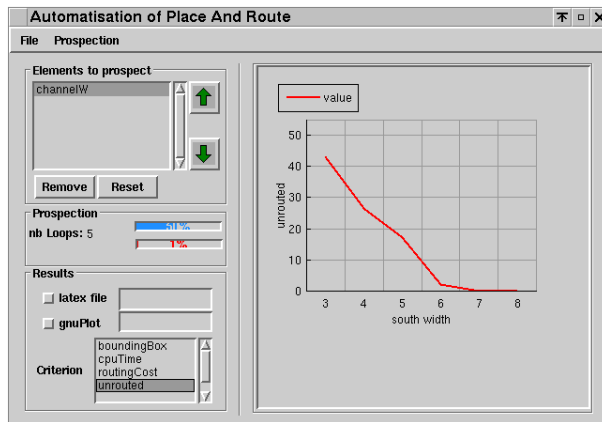 Automatisation of Place And Route
File Prospection
Elements to prospect
channelW
Remove Reset
Prospection
nb Loops: 5
50%
1%
Results
latex file
gnuPlot
Criterion
boundingBox
cpuTime
routingCost
unrouted
value
unrouted
50
40
30
20
10
0
3 4 5 6 7 8
south width